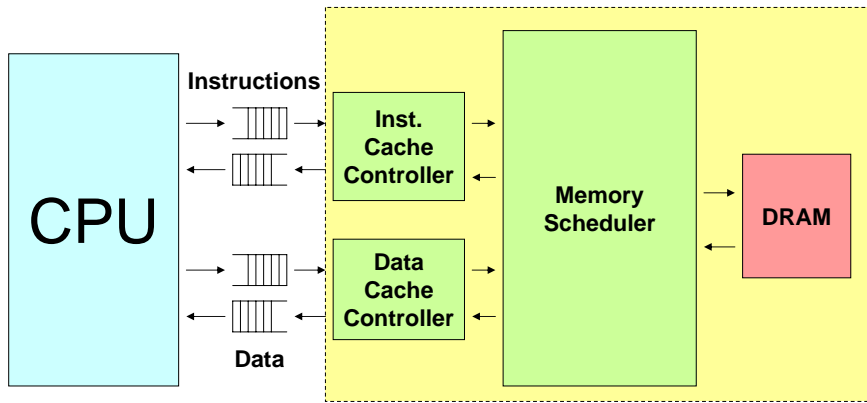 CPU
Instructions
Data
Inst.
Cache
Controller
Data
Cache
Controller
Memory
Scheduler
DRAM